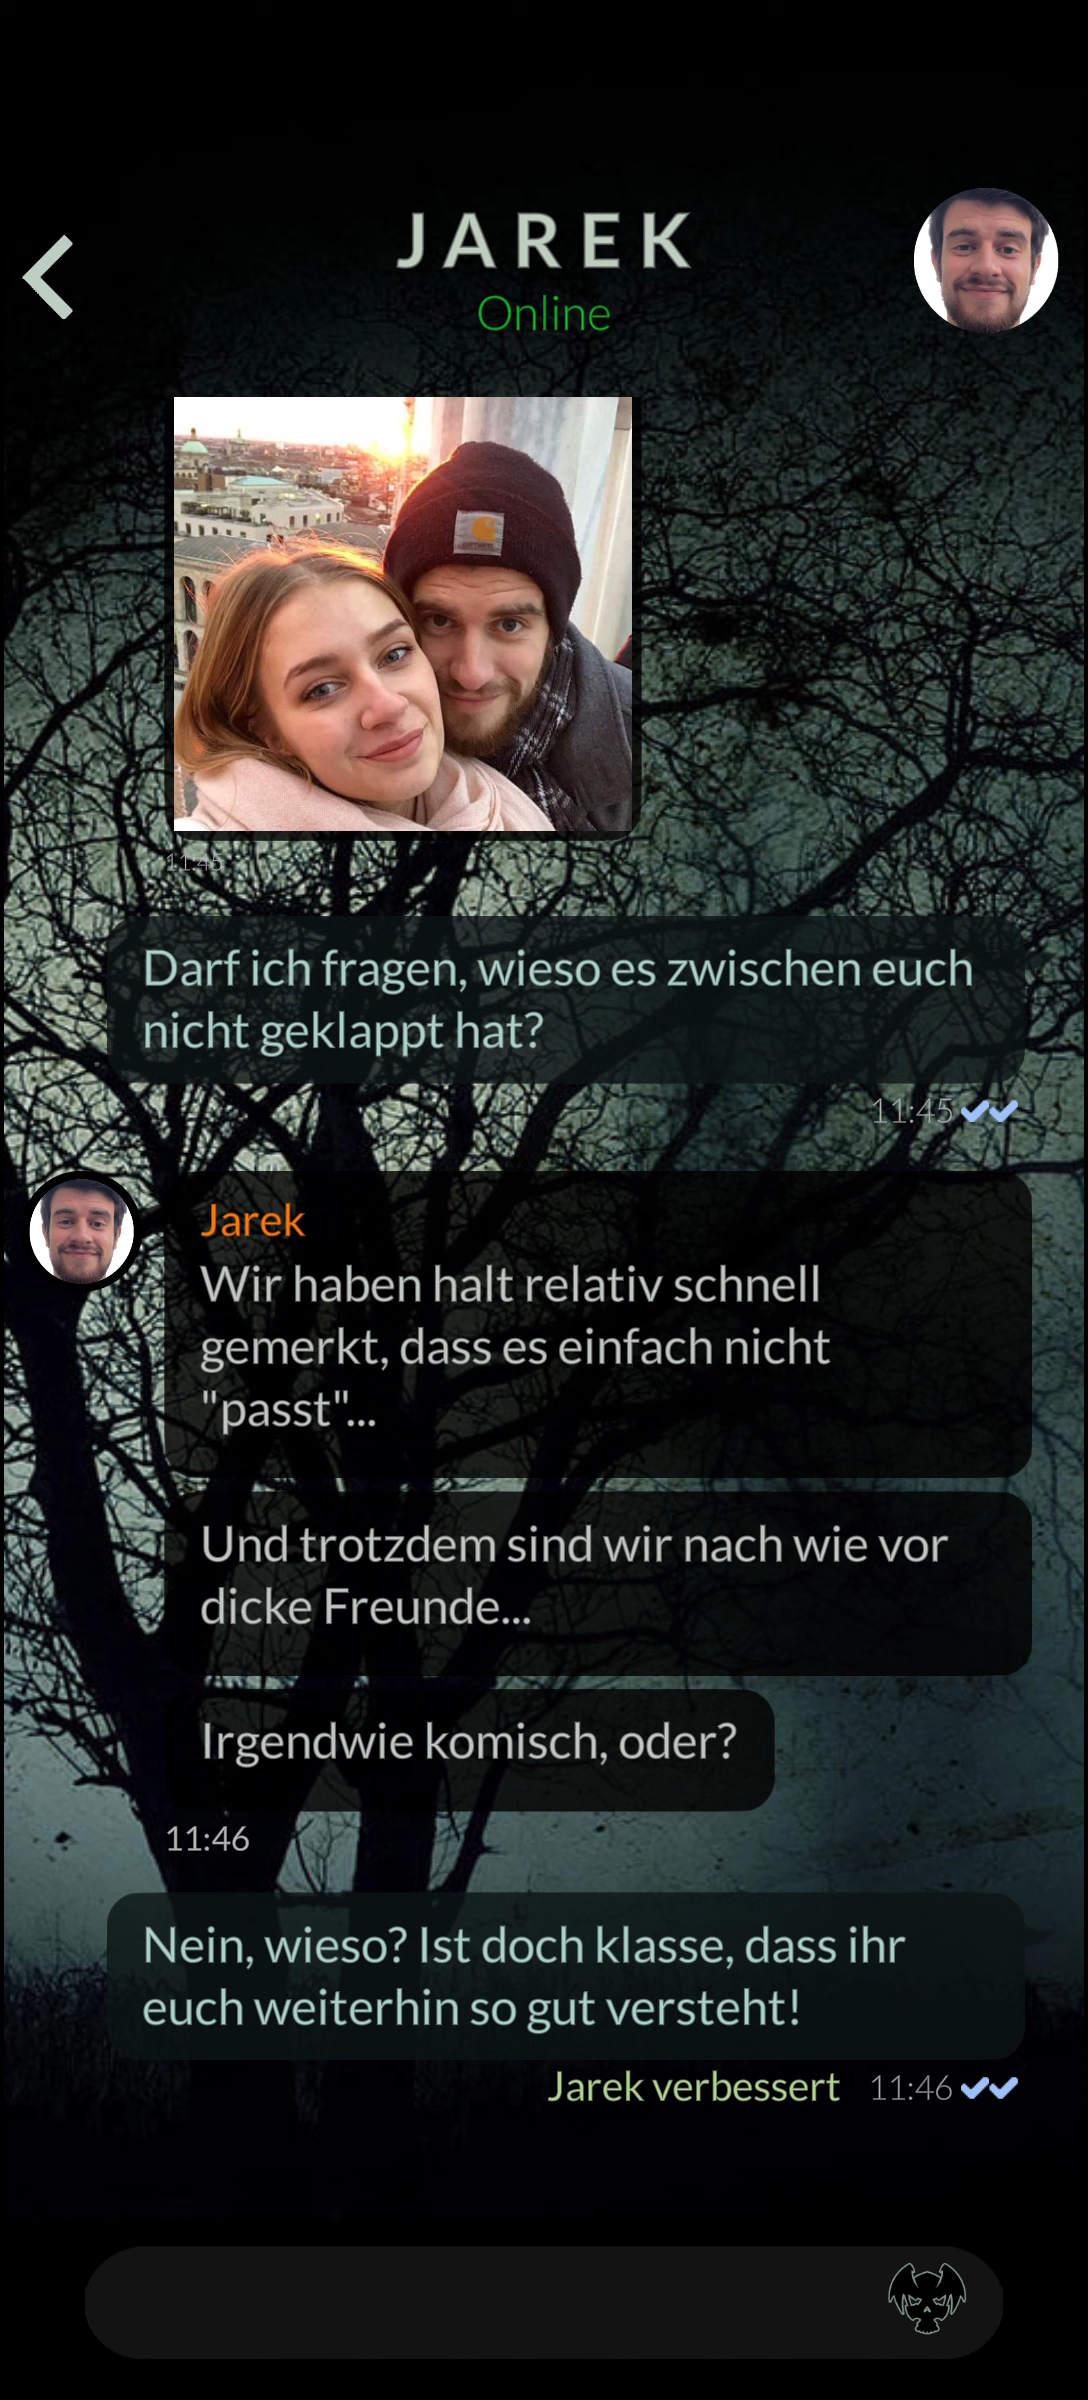 JAREK
Online
11:45
Darf ich fragen, wieso es zwischen euch
nicht geklappt hat?
11:45
Jarek
Wir haben halt relativ schnell
gemerkt, dass es einfach nicht
"passt"...
Und trotzdem sind wir nach wie vor
dicke Freunde...
Irgendwie komisch, oder?
11:46
Nein, wieso? Ist doch klasse, dass ihr
euch weiterhin so gut versteht!
Jarek verbessert 11:46